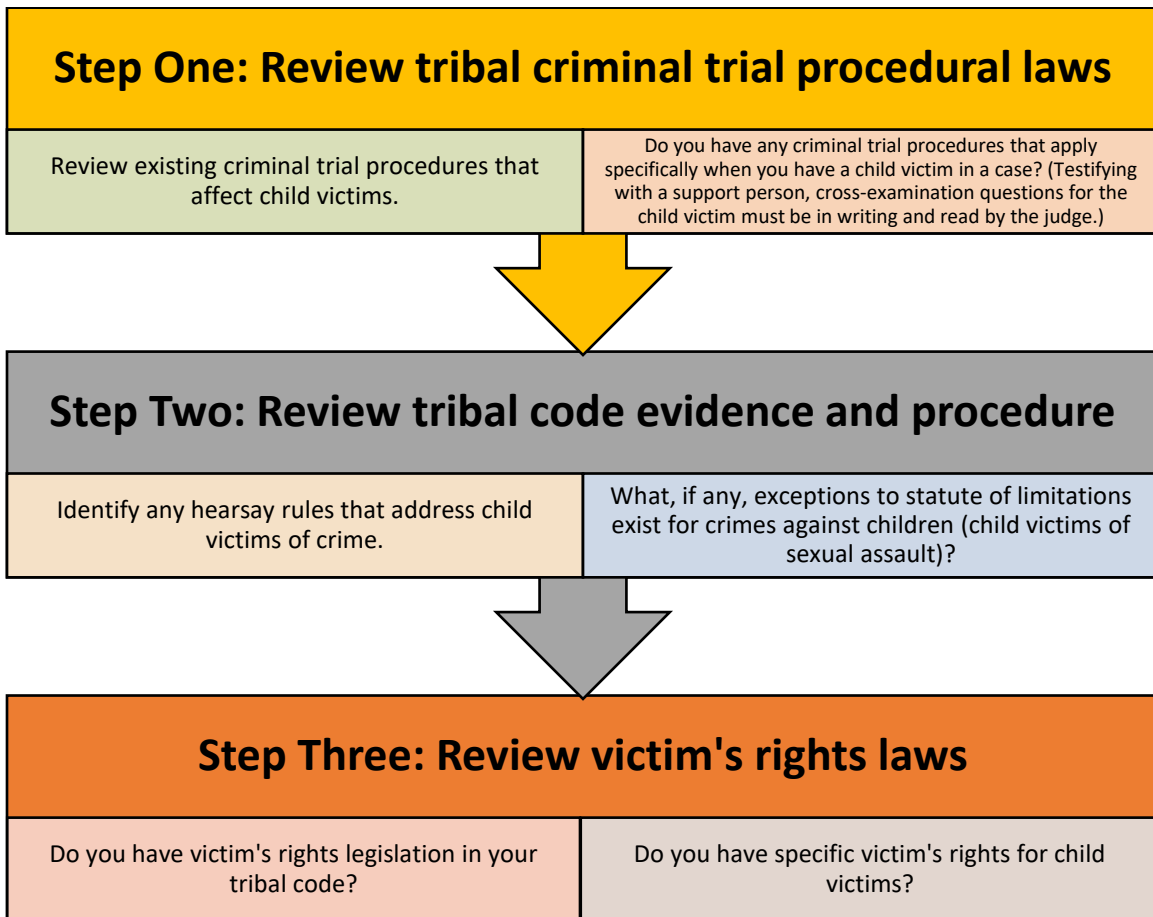 Step One: Review tribal criminal trial procedural laws
Review existing criminal trial procedures that
affect child victims.
Do you have any criminal trial procedures that apply
specifically when you have a child victim in a case? (Testifying
with a support person, cross-examination questions for the
child victim must be in writing and read by the judge.)
Step Two: Review tribal code evidence and procedure
Identify any hearsay rules that address child
victims of crime.
What, if any, exceptions to statute of limitations
exist for crimes against children (child victims of
sexual assault)?
Step Three: Review victim's rights laws
Do you have victim's rights legislation in your
tribal code?
Do you have specific victim's rights for child
victims?